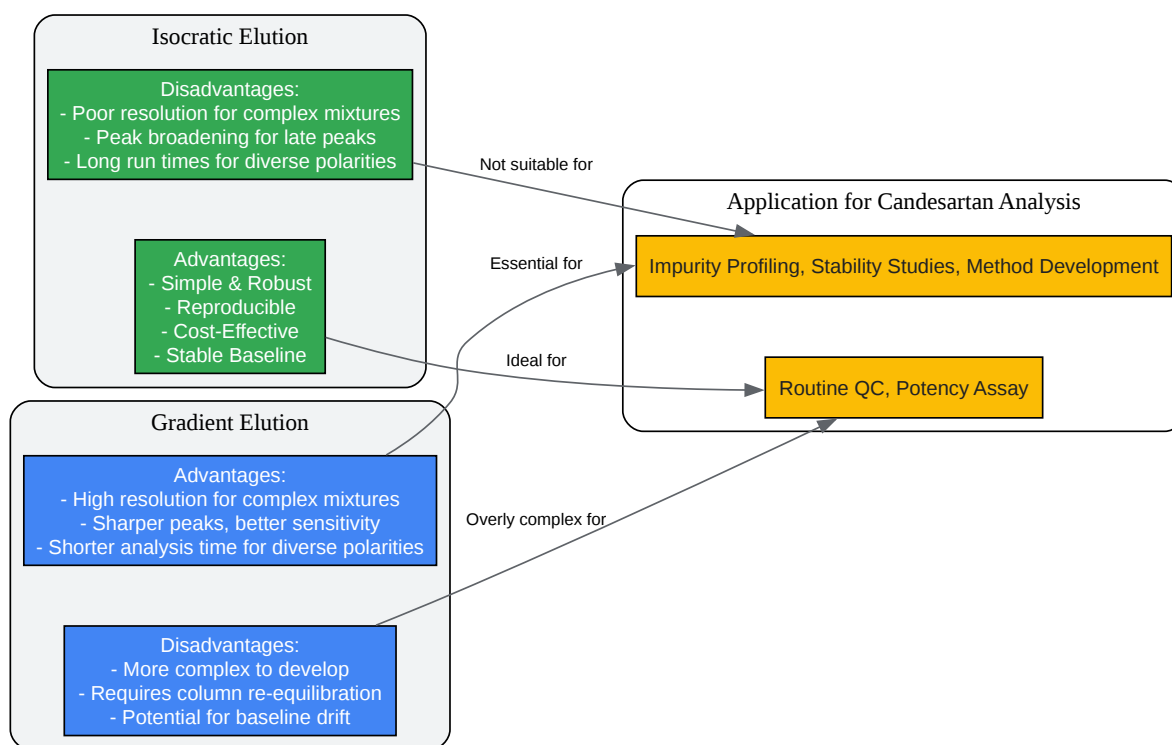 Isocratic Elution
Disadvantages:
- Poor resolution for complex mixtures
- Peak broadening for late peaks
- Long run times for diverse polarities
Advantages:
- Simple & Robust
- Reproducible
- Cost-Effective
- Stable Baseline
Gradient Elution
Advantages:
- High resolution for complex mixtures
- Sharper peaks, better sensitivity
- Shorter analysis time for diverse polarities
Disadvantages:
- More complex to develop
- Requires column re-equilibration
- Potential for baseline drift
Not suitable for
Essential for
Ideal for
Overly complex for
Application for Candesartan Analysis
Impurity Profiling, Stability Studies, Method Development
Routine QC, Potency Assay